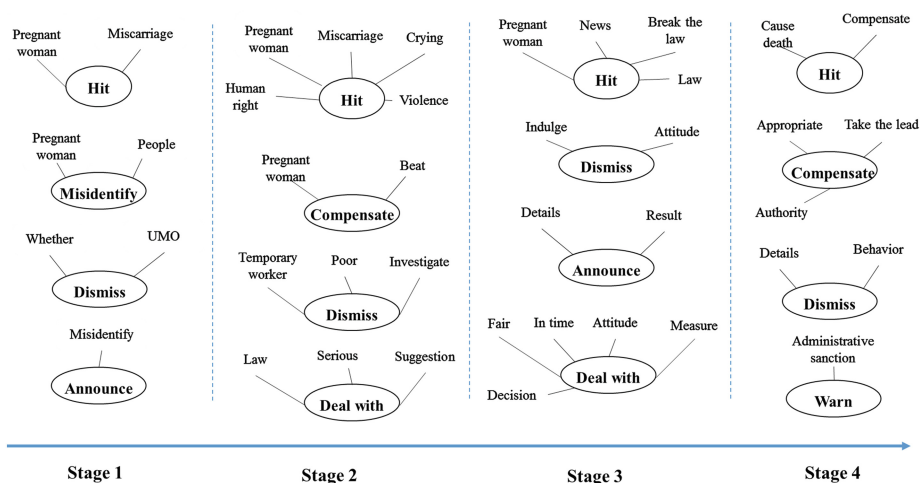 Pregnant
woman
Miscarriage
Hit
Pregnant
woman
People
Misidentify
Whether
UMO
Dismiss
Misidentify
Announce
Pregnant
woman
Miscarriage
Crying
Human
right
Hit
Violence
Pregnant
woman
Beat
Compensate
Temporary
worker
Poor
Investigate
Dismiss
Law
Serious
Suggestion
Deal with
Pregnant
woman
News
Break the
law
Hit
Law
Indulge
Attitude
Dismiss
Details
Result
Announce
Fair
In time
Attitude
Measure
Deal with
Decision
Cause
death
Compensate
Hit
Appropriate
Take the lead
Compensate
Authority
Details
Behavior
Dismiss
Administrative
sanction
Warn
Stage 1
Stage 2
Stage 3
Stage 4